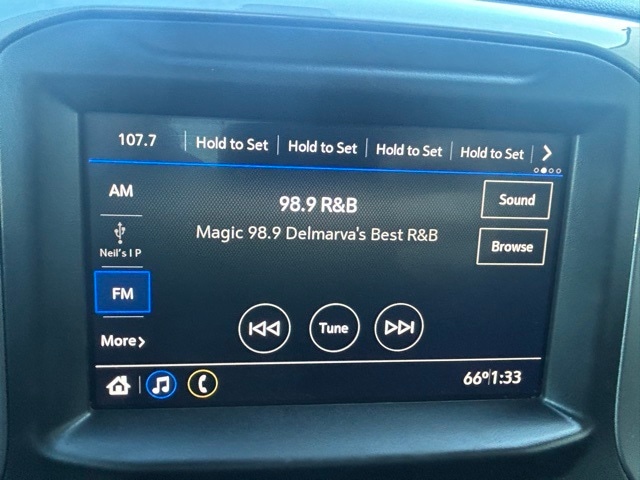 107.7 Hold to Set Hold to Set Hold to Set Hold to Set
AM
98.9 R&B
Sound
Magic 98.9 Delmarva's Best R&B
Browse
Neil's I P
FM
Tune
More
66° 1:33